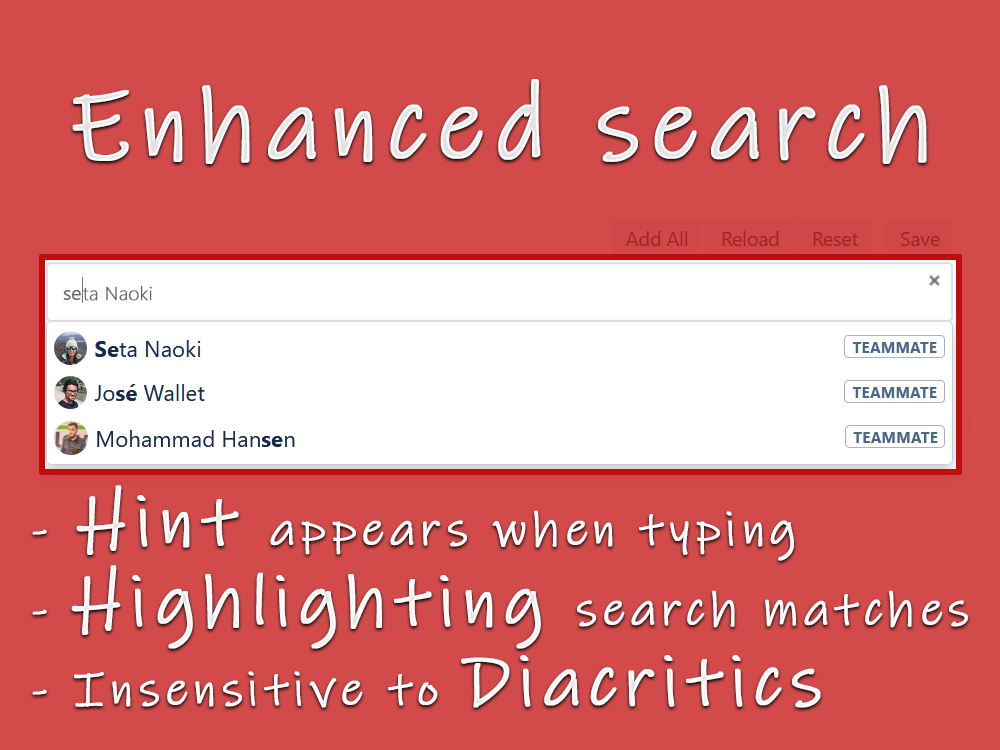 Enhanced search
Add All Reload Reset Save
seta Naoki ×
Seta Naoki TEAMMATE
José Wallet TEAMMATE
Mohammad Hansen TEAMMATE
- Hint appears when typing
- Highlighting search matches
- Insensitive to Diacritics